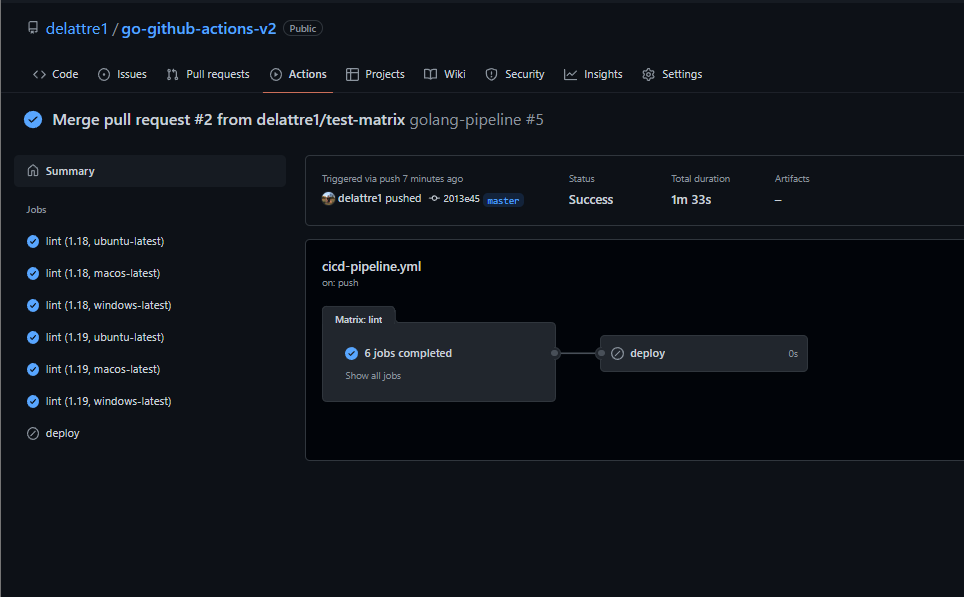 delattre1 / go-github-actions-v2 Public
Code Issues Pull requests Actions Projects Wiki Security Insights Settings
Merge pull request #2 from delattre1/test-matrix golang-pipeline #5
Summary
Jobs
lint (1.18, ubuntu-latest)
lint (1.18, macos-latest)
lint (1.18, windows-latest)
lint (1.19, ubuntu-latest)
lint (1.19, macos-latest)
lint (1.19, windows-latest)
deploy
Triggered via push 7 minutes ago
delattre1 pushed 2013e45 master
Status
Success
Total duration
1m 33s
Artifacts
–
cicd-pipeline.yml
on: push
Matrix: lint
6 jobs completed
Show all jobs
deploy 0s